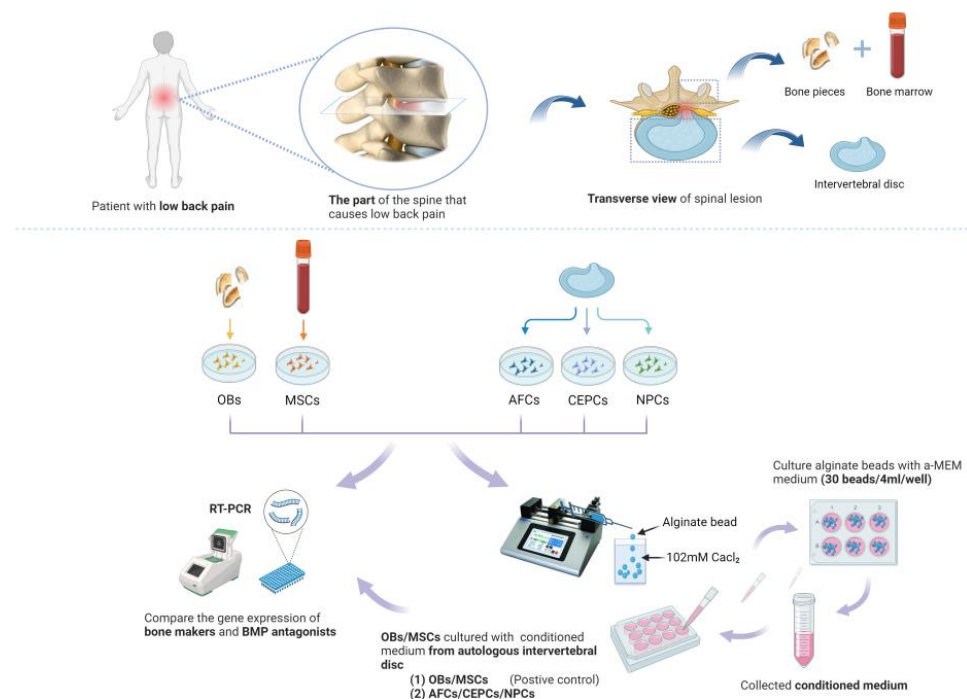 Bone pieces
Bone marrow
Patient with low back pain
The part of the spine that
causes low back pain
Transverse view of spinal lesion
Intervertebral disc
OBs
MSCs
AFCs
CEPCs
NPCs
Culture alginate beads with a-MEM
medium (30 beads/4ml/well)
RT-PCR
Alginate bead
102mM Cacl₂
1 2 3
A
B
Compare the gene expression of
bone makers and BMP antagonists
OBs/MSCs cultured with conditioned
medium from autologous intervertebral
disc
(1) OBs/MSCs (Postive control)
(2) AFCs/CEPCs/NPCs
Collected conditioned medium